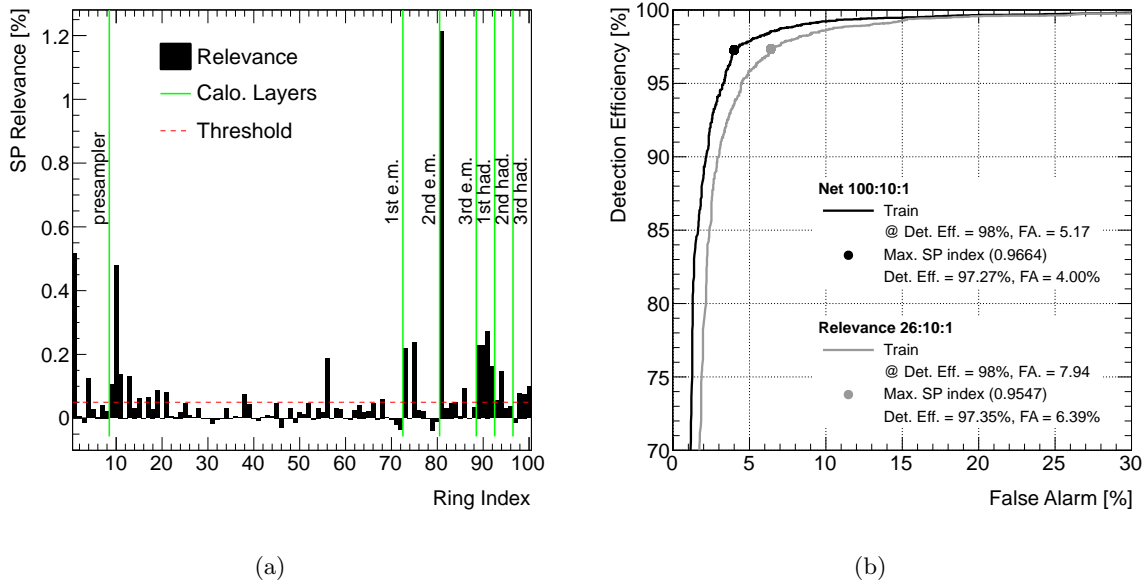 SP Relevance [%]
1.2
1
0.8
0.6
0.4
0.2
0
Relevance
Calo. Layers
Threshold
presampler
1st e.m.
2nd e.m.
3rd e.m.
1st had.
2nd had.
3rd had.
10 20 30 40 50 60 70 80 90 100
Ring Index
(a)
Detection Efficiency [%]
100
95
90
85
80
75
70
Net 100:10:1
Train
@ Det. Eff. = 98%, FA. = 5.17
Max. SP index (0.9664)
Det. Eff. = 97.27%, FA = 4.00%
Relevance 26:10:1
Train
@ Det. Eff. = 98%, FA. = 7.94
Max. SP index (0.9547)
Det. Eff. = 97.35%, FA = 6.39%
0 5 10 15 20 25 30
False Alarm [%]
(b)